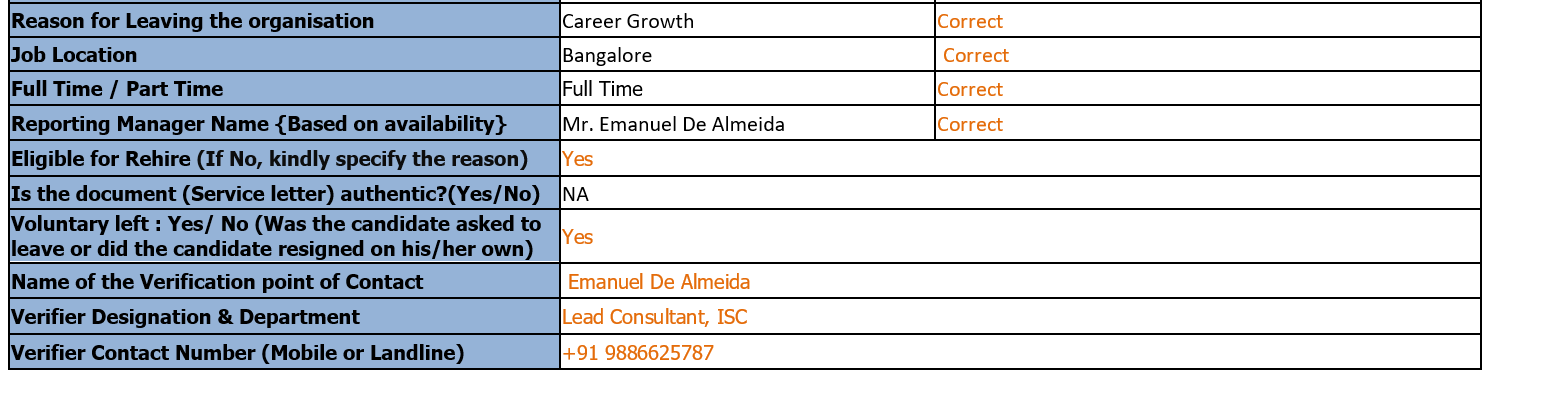 Reason for Leaving the organisation Career Growth Correct
Job Location Bangalore Correct
Full Time / Part Time Full Time Correct
Reporting Manager Name {Based on availability} Mr. Emanuel De Almeida Correct
Eligible for Rehire (If No, kindly specify the reason) Yes
Is the document (Service letter) authentic?(Yes/No) NA
Voluntary left : Yes/ No (Was the candidate asked to
leave or did the candidate resigned on his/her own) Yes
Name of the Verification point of Contact Emanuel De Almeida
Verifier Designation & Department Lead Consultant, ISC
Verifier Contact Number (Mobile or Landline) +91 9886625787